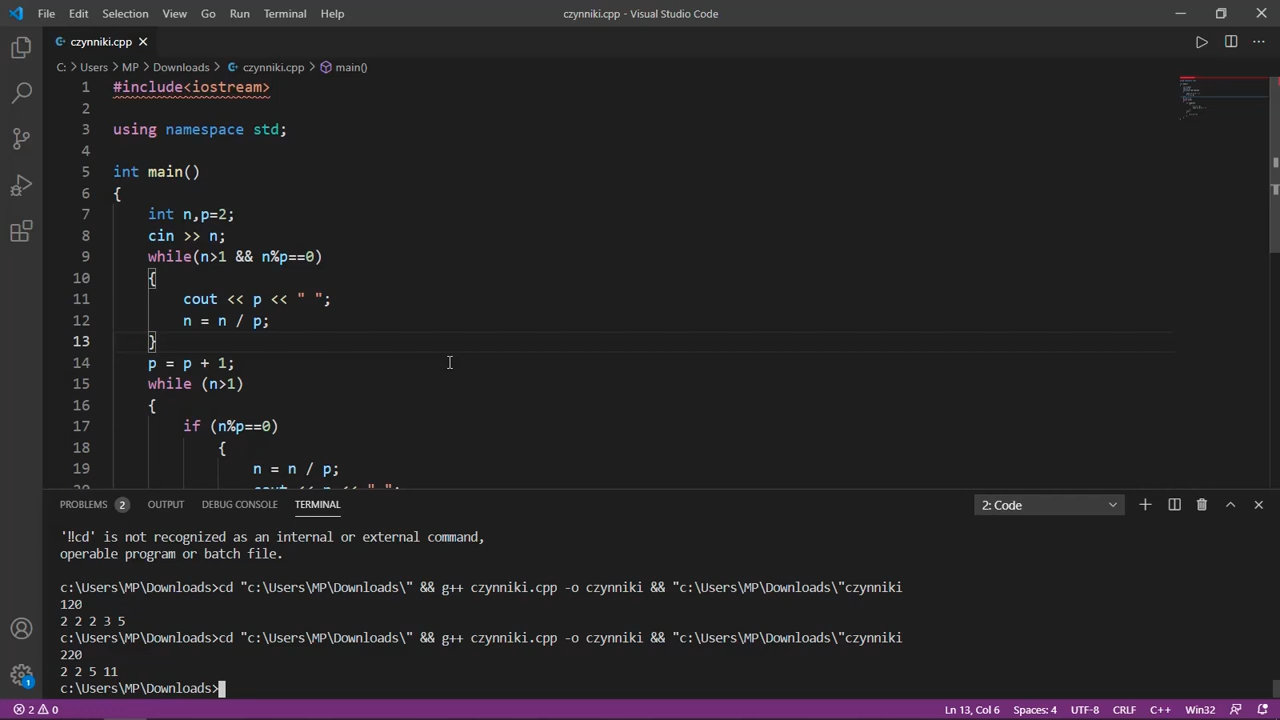 File Edit Selection View Go Run Terminal Help czynniki.cpp - Visual Studio Code
czynniki.cpp
C: > Users > MP > Downloads > czynniki.cpp > main()
1 #include<iostream>
2
3 using namespace std;
4
5 int main()
6 {
7 int n,p=2;
8 cin >> n;
9 while(n>1 && n%p==0)
10 {
11 cout << p << " ";
12 n = n / p;
13 }
14 p = p + 1;
15 while (n>1)
16 {
17 if (n%p==0)
18 {
19 n = n / p;
20 cout << p << " ";
PROBLEMS 2 OUTPUT DEBUG CONSOLE TERMINAL 2: Code
'‼cd' is not recognized as an internal or external command,
operable program or batch file.
c:\Users\MP\Downloads>cd "c:\Users\MP\Downloads\" && g++ czynniki.cpp -o czynniki && "c:\Users\MP\Downloads\"czynniki
120
2 2 2 3 5
c:\Users\MP\Downloads>cd "c:\Users\MP\Downloads\" && g++ czynniki.cpp -o czynniki && "c:\Users\MP\Downloads\"czynniki
220
2 2 5 11
c:\Users\MP\Downloads>
1
2 0 Ln 13, Col 6 Spaces: 4 UTF-8 CRLF C++ Win32